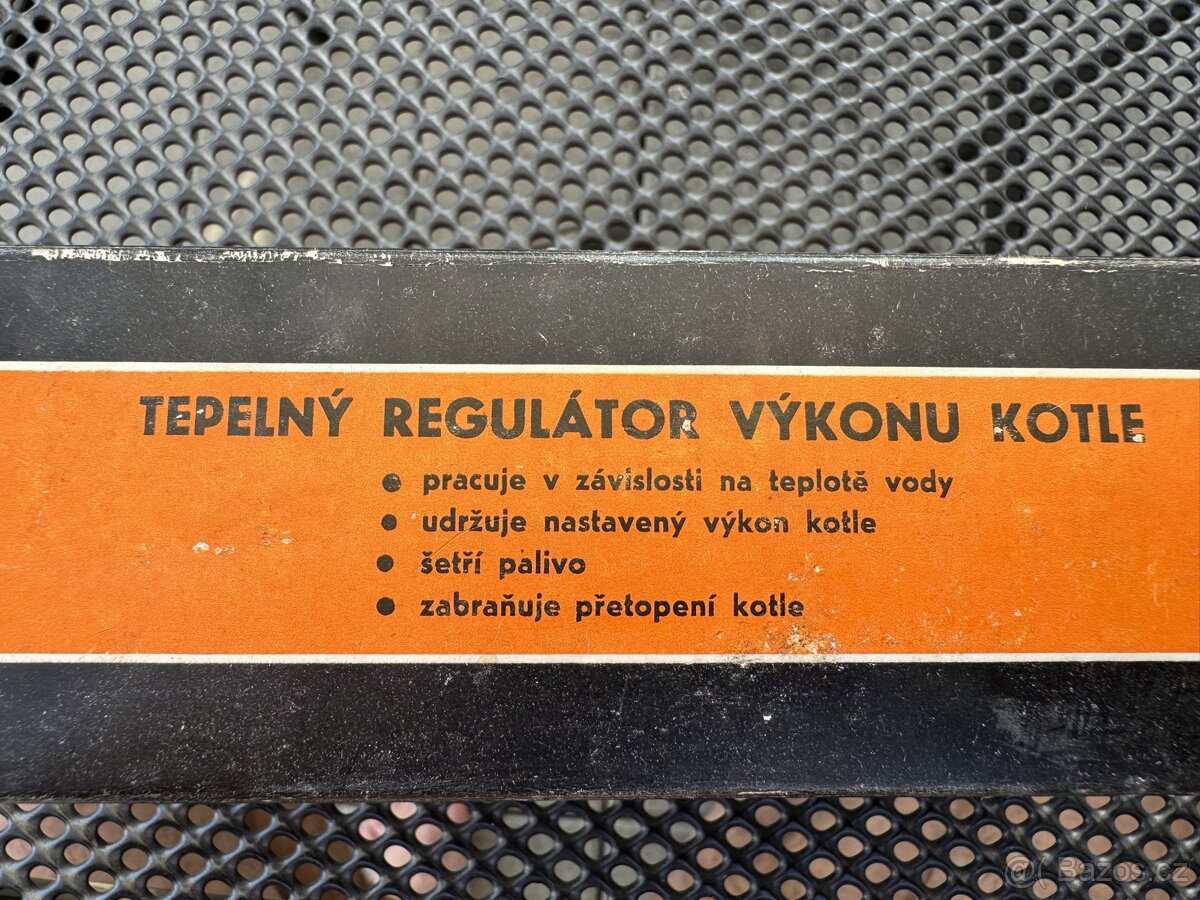 TEPELNÝ REGULÁTOR VÝKONU KOTLE
● pracuje v závislosti na teplotě vody
● udržuje nastavený výkon kotle
● šetří palivo
● zabraňuje přetopení kotle
@ Bazos.cz